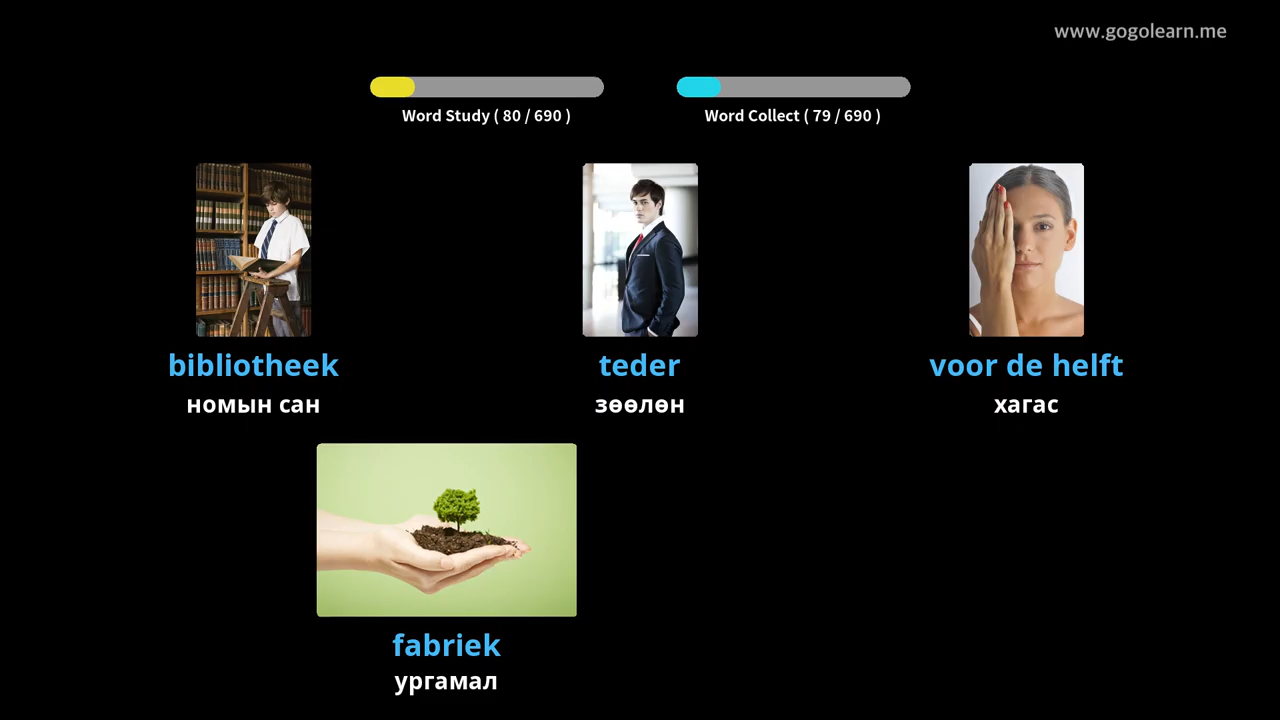 www.gogolearn.me
Word Study ( 80 / 690 )
Word Collect ( 79 / 690 )
bibliotheek
номын сан
teder
зөөлөн
voor de helft
хагас
fabriek
ургамал